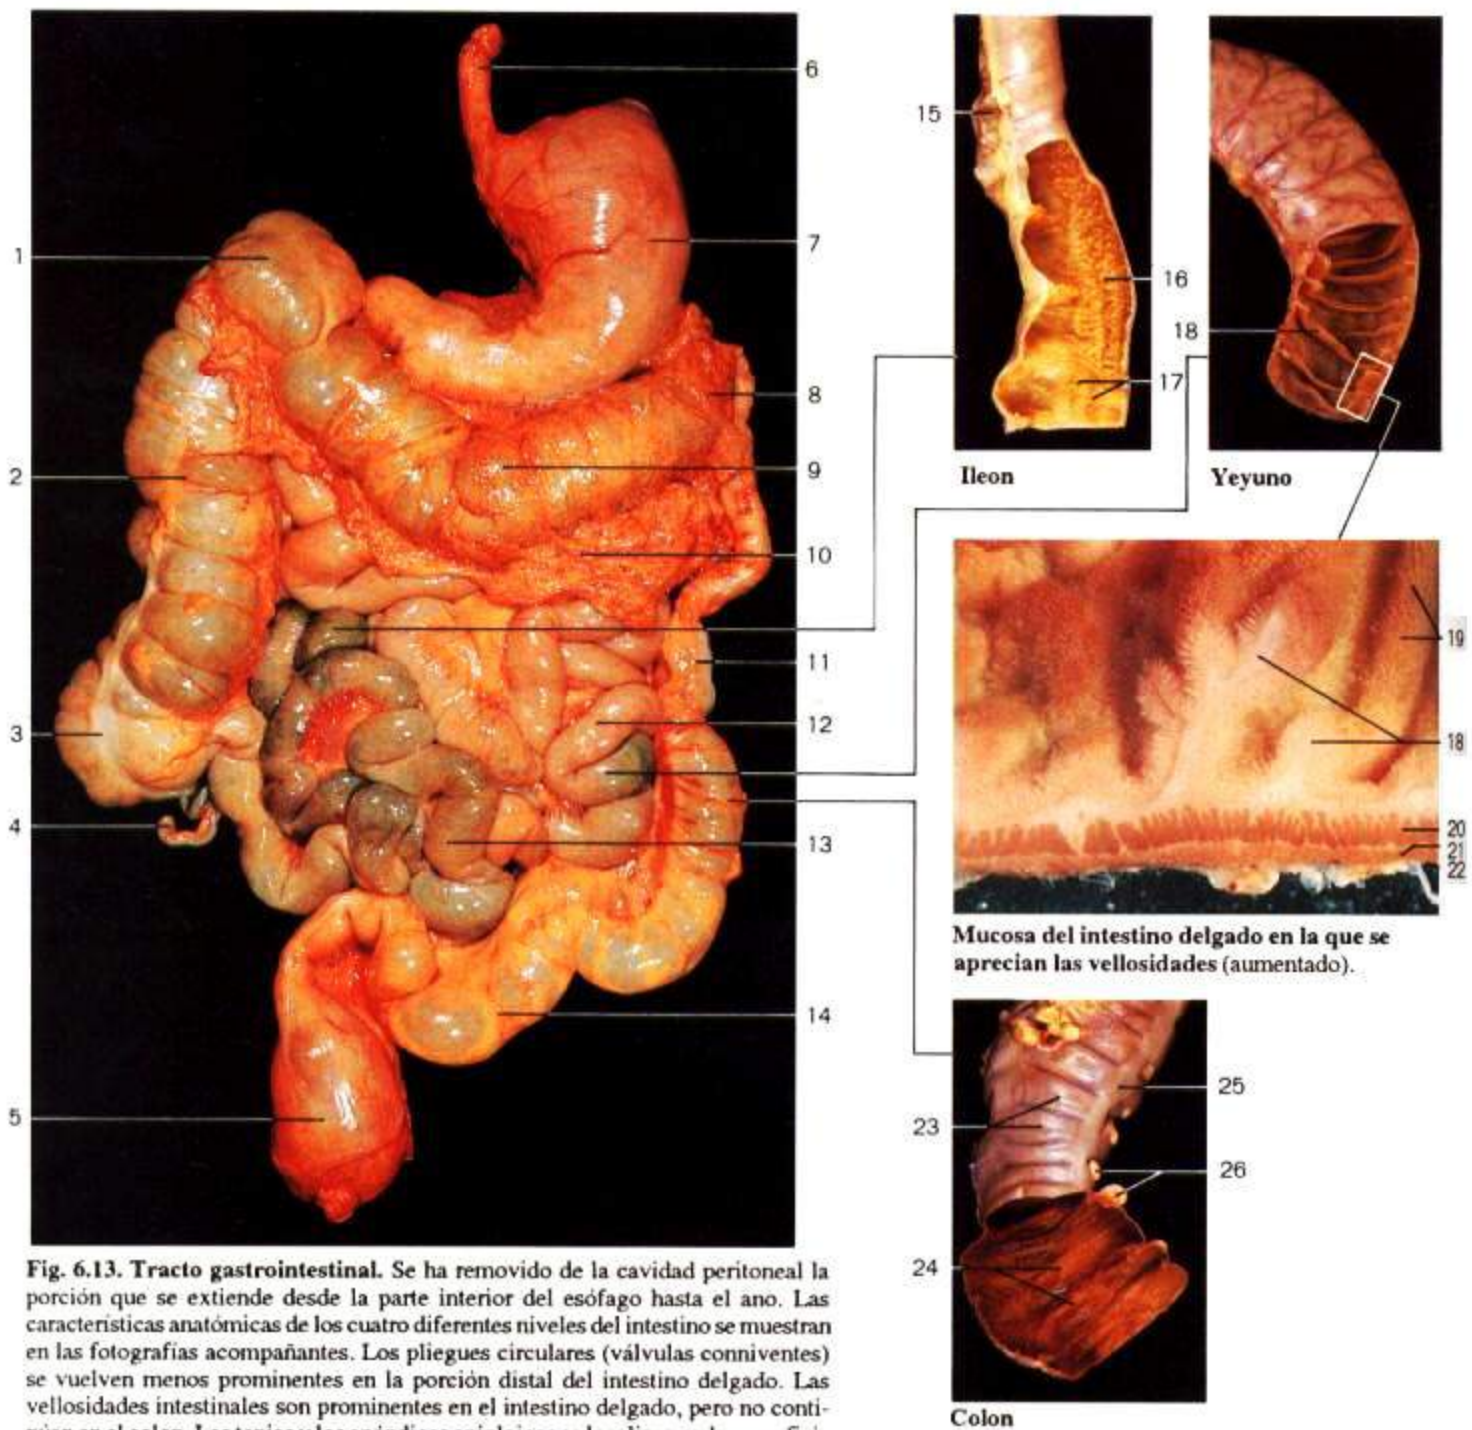 6
15
1
7
16
18
17
8
2
9
Ileon
Yeyuno
10
11
19
12
3
18
4
13
20
21
22
Mucosa del intestino delgado en la que se
aprecian las vellosidades (aumentado).
14
25
5
23
26
24
Colon
Fig. 6.13. Tracto gastrointestinal. Se ha removido de la cavidad peritoneal la
porción que se extiende desde la parte interior del esófago hasta el ano. Las
características anatómicas de los cuatro diferentes niveles del intestino se muestran
en las fotografías acompañantes. Los pliegues circulares (válvulas conniventes)
se vuelven menos prominentes en la porción distal del intestino delgado. Las
vellosidades intestinales son prominentes en el intestino delgado, pero no conti-